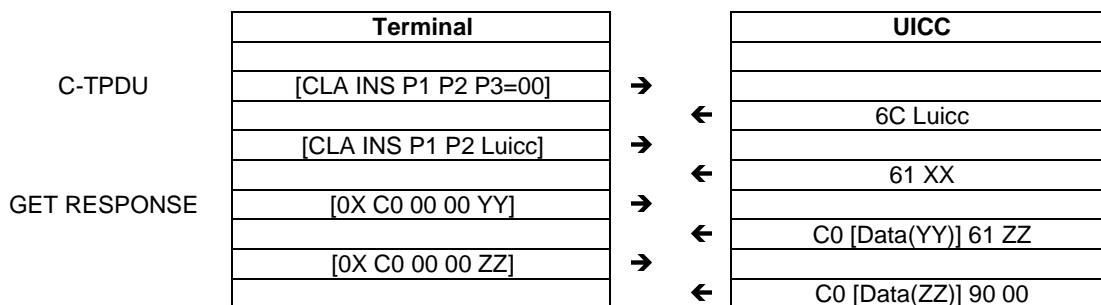 Terminal UICC
C-TPDU [CLA INS P1 P2 P3=00] ➔
🡰 6C Luicc
[CLA INS P1 P2 Luicc] ➔
🡰 61 XX
GET RESPONSE [0X C0 00 00 YY] ➔
🡰 C0 [Data(YY)] 61 ZZ
[0X C0 00 00 ZZ] ➔
🡰 C0 [Data(ZZ)] 90 00